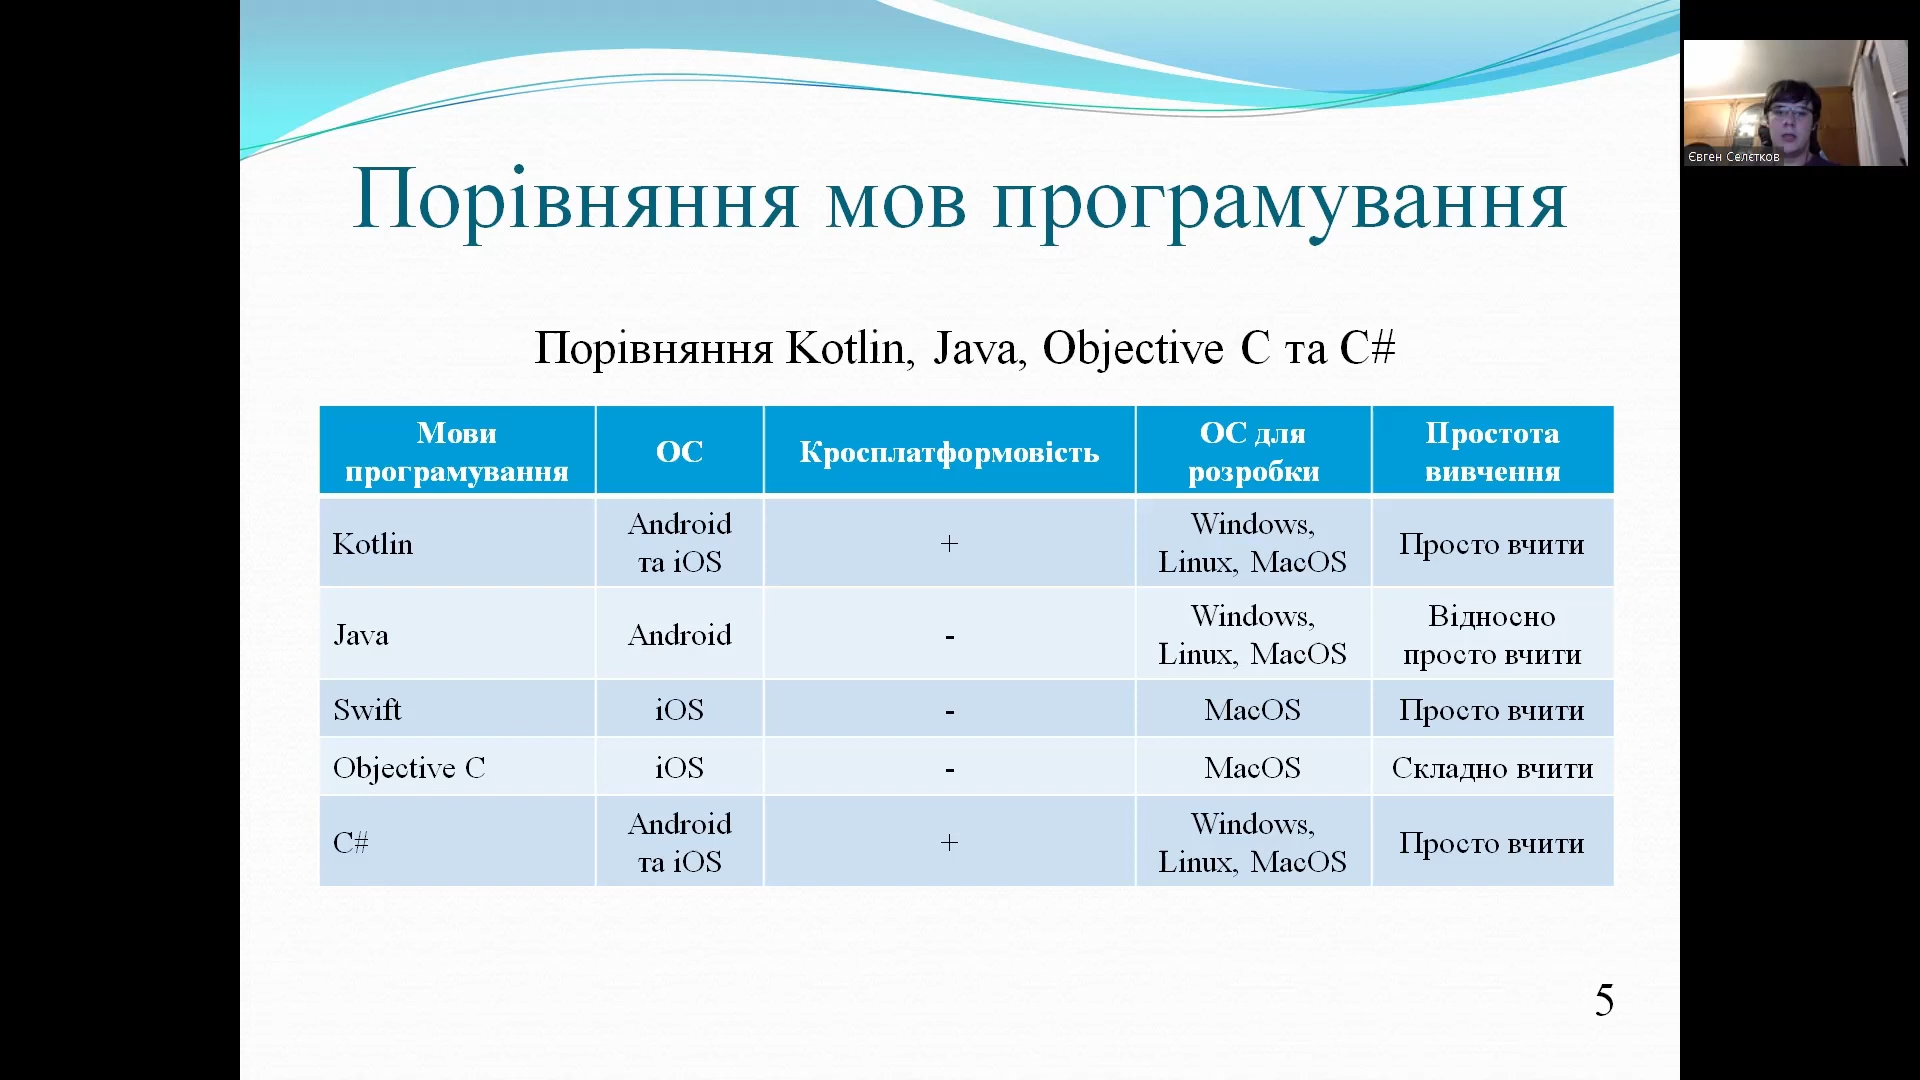 Порівняння мов програмування
Порівняння Kotlin, Java, Objective C та C#
Мови
програмування
ОС
Кросплатформовість
ОС для
розробки
Простота
вивчення
Kotlin
Android
та iOS
+
Windows,
Linux, MacOS
Просто вчити
Java
Android
-
Windows,
Linux, MacOS
Відносно
просто вчити
Swift
iOS
-
MacOS
Просто вчити
Objective C
iOS
-
MacOS
Складно вчити
C#
Android
та iOS
+
Windows,
Linux, MacOS
Просто вчити
5
Євген Селєтков